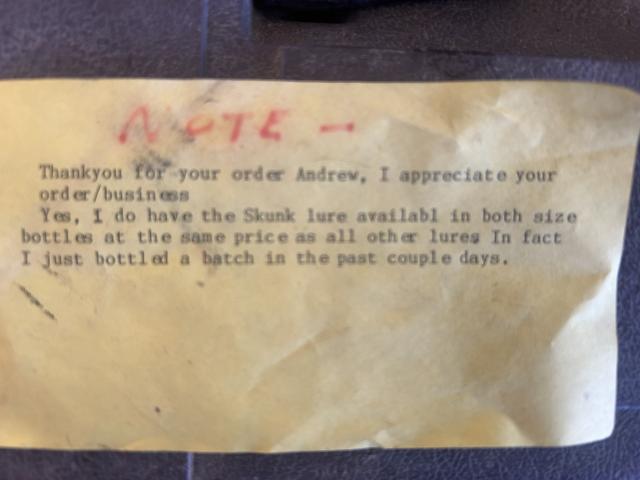 NOTE -
Thankyou for your order Andrew, I appreciate your
order/business
Yes, I do have the Skunk lure availabl in both size
bottles at the same price as all other lures In fact
I just bottled a batch in the past couple days.